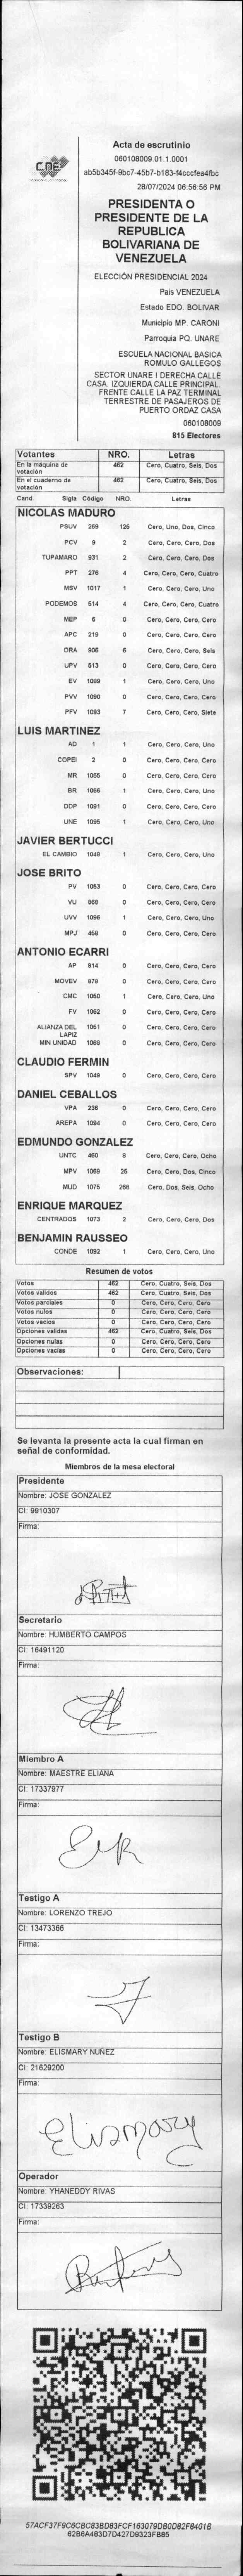 CNE
Acta de escrutinio
060108009.01.1.0001
ab5b345f-9bc7-45b7-b183-f4cccfea4fbc
28/07/2024 06:56:56 PM
PRESIDENTA O
PRESIDENTE DE LA
REPUBLICA
BOLIVARIANA DE
VENEZUELA
ELECCIÓN PRESIDENCIAL 2024
Pais VENEZUELA
Estado EDO. BOLIVAR
Municipio MP. CARONI
Parroquia PQ. UNARE
ESCUELA NACIONAL BASICA
ROMULO GALLEGOS
SECTOR UNARE I DERECHA CALLE
CASA. IZQUIERDA CALLE PRINCIPAL.
FRENTE CALLE LA PAZ TERMINAL
TERRESTRE DE PASAJEROS DE
PUERTO ORDAZ CASA
060108009
815 Electores
Votantes NRO. Letras
En la máquina de votación 462 Cero, Cuatro, Seis, Dos
En el cuaderno de votación 462 Cero, Cuatro, Seis, Dos
Cand Sigla Código NRO. Letras
NICOLAS MADURO
PSUV 269 125 Cero, Uno, Dos, Cinco
PCV 9 2 Cero, Cero, Cero, Dos
TUPAMARO 931 2 Cero, Cero, Cero, Dos
PPT 276 4 Cero, Cero, Cero, Cuatro
MSV 1017 1 Cero, Cero, Cero, Uno
PODEMOS 514 4 Cero, Cero, Cero, Cuatro
MEP 6 0 Cero, Cero, Cero, Cero
APC 219 0 Cero, Cero, Cero, Cero
ORA 906 6 Cero, Cero, Cero, Seis
UPV 513 0 Cero, Cero, Cero, Cero
EV 1089 1 Cero, Cero, Cero, Uno
PVV 1090 0 Cero, Cero, Cero, Cero
PFV 1093 7 Cero, Cero, Cero, Siete
LUIS MARTINEZ
AD 1 1 Cero, Cero, Cero, Uno
COPEI 2 0 Cero, Cero, Cero, Cero
MR 1055 0 Cero, Cero, Cero, Cero
BR 1066 1 Cero, Cero, Cero, Uno
DDP 1091 0 Cero, Cero, Cero, Cero
UNE 1095 1 Cero, Cero, Cero, Uno
JAVIER BERTUCCI
EL CAMBIO 1048 1 Cero, Cero, Cero, Uno
JOSE BRITO
PV 1053 0 Cero, Cero, Cero, Cero
VU 868 0 Cero, Cero, Cero, Cero
UVV 1096 1 Cero, Cero, Cero, Uno
MPJ 458 0 Cero, Cero, Cero, Cero
ANTONIO ECARRI
AP 914 0 Cero, Cero, Cero, Cero
MOVEV 978 0 Cero, Cero, Cero, Cero
CMC 1050 1 Cero, Cero, Cero, Uno
FV 1062 0 Cero, Cero, Cero, Cero
ALIANZA DEL LAPIZ 1051 0 Cero, Cero, Cero, Cero
MIN UNIDAD 1068 0 Cero, Cero, Cero, Cero
CLAUDIO FERMIN
SPV 1049 0 Cero, Cero, Cero, Cero
DANIEL CEBALLOS
VPA 236 0 Cero, Cero, Cero, Cero
AREPA 1094 0 Cero, Cero, Cero, Cero
EDMUNDO GONZALEZ
UNTC 460 8 Cero, Cero, Cero, Ocho
MPV 1069 25 Cero, Cero, Dos, Cinco
MUD 1075 268 Cero, Dos, Seis, Ocho
ENRIQUE MARQUEZ
CENTRADOS 1073 2 Cero, Cero, Cero, Dos
BENJAMIN RAUSSEO
CONDE 1092 1 Cero, Cero, Cero, Uno
Resumen de votos
Votos 462 Cero, Cuatro, Seis, Dos
Votos validos 462 Cero, Cuatro, Seis, Dos
Votos parciales 0 Cero, Cero, Cero, Cero
Votos nulos 0 Cero, Cero, Cero, Cero
Votos vacios 0 Cero, Cero, Cero, Cero
Opciones validas 462 Cero, Cuatro, Seis, Dos
Opciones nulas 0 Cero, Cero, Cero, Cero
Opciones vacias 0 Cero, Cero, Cero, Cero
Observaciones:
Se levanta la presente acta la cual firman en
señal de conformidad.
Miembros de la mesa electoral
Presidente
Nombre: JOSE GONZALEZ
CI: 9910307
Firma:
Secretario
Nombre: HUMBERTO CAMPOS
CI: 16491120
Firma:
Miembro A
Nombre: MAESTRE ELIANA
CI: 17337977
Firma:
Testigo A
Nombre: LORENZO TREJO
CI: 13473366
Firma:
Testigo B
Nombre: ELISMARY NUÑEZ
CI: 21629200
Firma:
Elismary
Operador
Nombre: YHANEDDY RIVAS
CI: 17339263
Firma:
57ACF37F9C6CBC83BD83FCF163079DB0D82F6401B
62B6A483D7D427D9323FB65